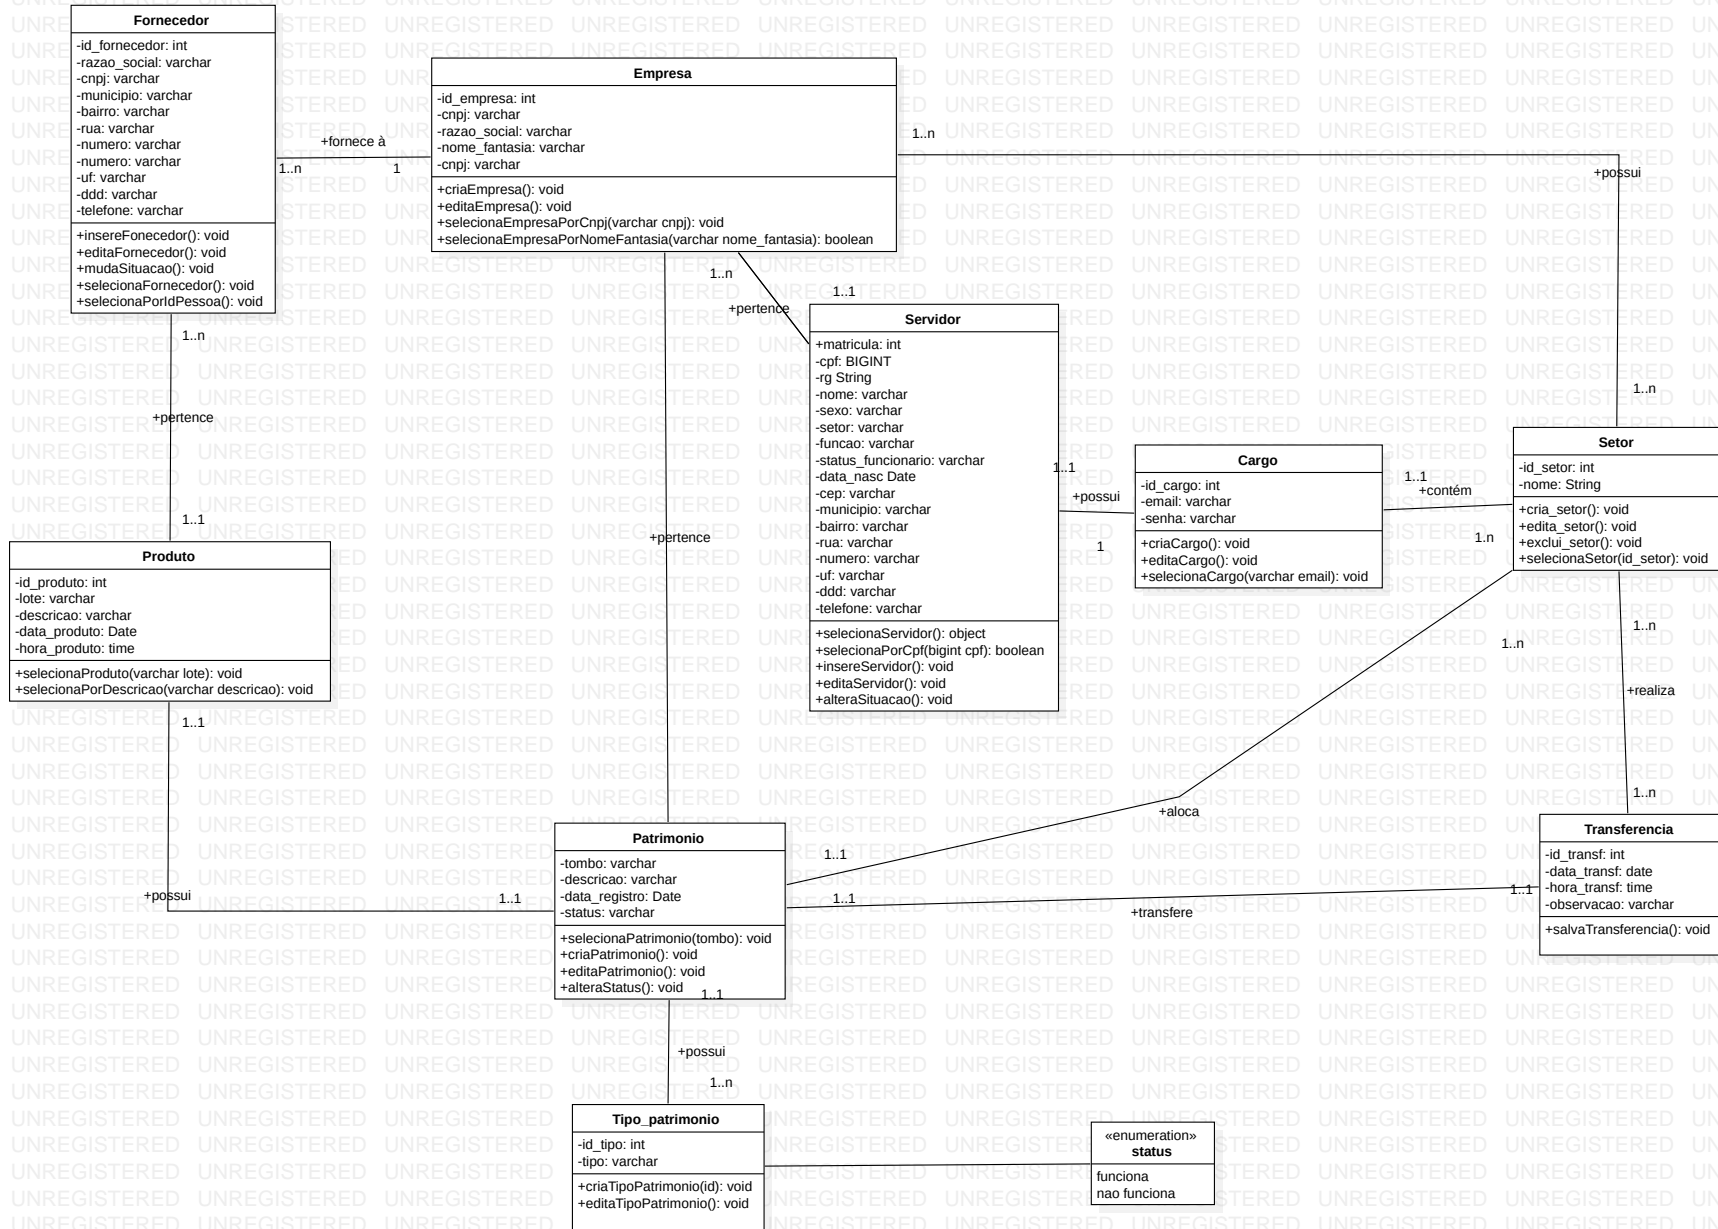 Fornecedor
-id_fornecedor: int
-razao_social: varchar
-cnpj: varchar
-municipio: varchar
-bairro: varchar
-rua: varchar
-numero: varchar
-numero: varchar
-uf: varchar
-ddd: varchar
-telefone: varchar
+insereFonecedor(): void
+editaFornecedor(): void
+mudaSituacao(): void
+selecionaFornecedor(): void
+selecionaPorIdPessoa(): void
+fornece à
1..n
1
Empresa
-id_empresa: int
-cnpj: varchar
-razao_social: varchar
-nome_fantasia: varchar
-cnpj: varchar
+criaEmpresa(): void
+editaEmpresa(): void
+selecionaEmpresaPorCnpj(varchar cnpj): void
+selecionaEmpresaPorNomeFantasia(varchar nome_fantasia): boolean
1..n
+possui
1..n
1..n
+pertence
1..1
Servidor
+matricula: int
-cpf: BIGINT
-rg String
-nome: varchar
-sexo: varchar
-setor: varchar
-funcao: varchar
-status_funcionario: varchar
-data_nasc Date
-cep: varchar
-municipio: varchar
-bairro: varchar
-rua: varchar
-numero: varchar
-uf: varchar
-ddd: varchar
-telefone: varchar
+selecionaServidor(): object
+selecionaPorCpf(bigint cpf): boolean
+insereServidor(): void
+editaServidor(): void
+alteraSituacao(): void
1..1
+possui
1
Cargo
-id_cargo: int
-email: varchar
-senha: varchar
+criaCargo(): void
+editaCargo(): void
+selecionaCargo(varchar email): void
1..1
+contém
1.n
Setor
-id_setor: int
-nome: String
+cria_setor(): void
+edita_setor(): void
+exclui_setor(): void
+selecionaSetor(id_setor): void
1..n
+pertence
1..1
+pertence
Produto
-id_produto: int
-lote: varchar
-descricao: varchar
-data_produto: Date
-hora_produto: time
+selecionaProduto(varchar lote): void
+selecionaPorDescricao(varchar descricao): void
1..1
+possui
1..1
1..n
+aloca
1..1
1..n
+realiza
1..n
Patrimonio
-tombo: varchar
-descricao: varchar
-data_registro: Date
-status: varchar
+selecionaPatrimonio(tombo): void
+criaPatrimonio(): void
+editaPatrimonio(): void
+alteraStatus(): void
1..1
+transfere
1..1
Transferencia
-id_transf: int
-data_transf: date
-hora_transf: time
-observacao: varchar
+salvaTransferencia(): void
1..1
+possui
1..n
Tipo_patrimonio
-id_tipo: int
-tipo: varchar
+criaTipoPatrimonio(id): void
+editaTipoPatrimonio(): void
«enumeration»
status
funciona
nao funciona
UNREGISTERED